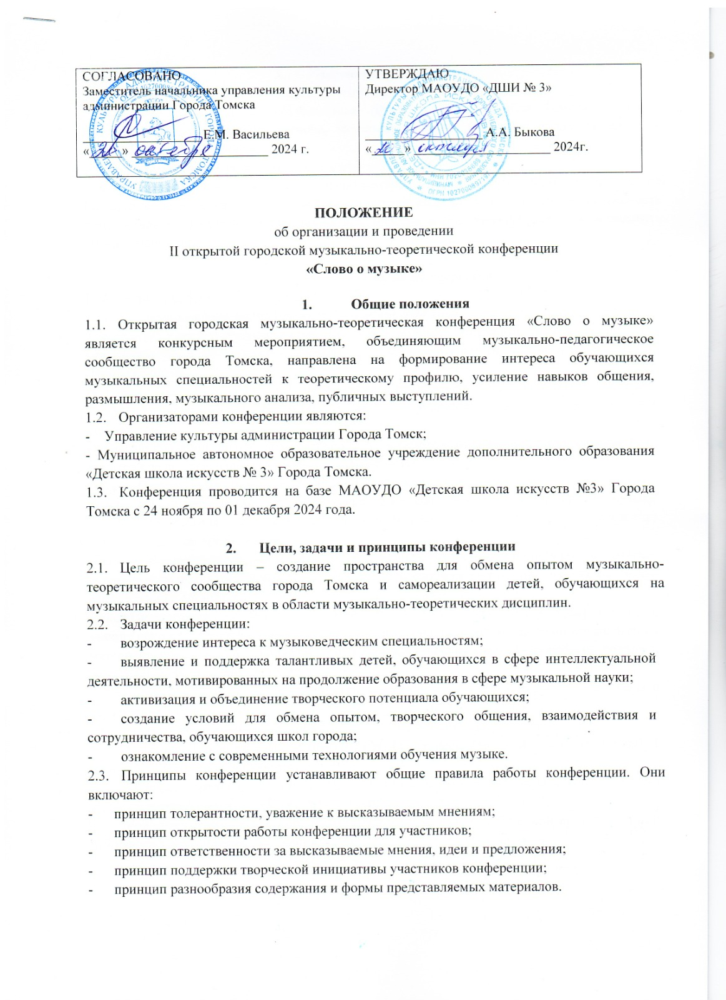 СОГЛАСОВАНО
Заместитель начальника управления культуры
администрации Города Томска
Е.М. Васильева
«    » октября 2024 г.
УТВЕРЖДАЮ
Директор МАОУДО «ДШИ № 3»
А.А. Быкова
«    » октября 2024г.
ПОЛОЖЕНИЕ
об организации и проведении
II открытой городской музыкально-теоретической конференции
«Слово о музыке»
1. Общие положения
1.1. Открытая городская музыкально-теоретическая конференция «Слово о музыке»
является конкурсным мероприятием, объединяющим музыкально-педагогическое
сообщество города Томска, направлена на формирование интереса обучающихся
музыкальных специальностей к теоретическому профилю, усиление навыков общения,
размышления, музыкального анализа, публичных выступлений.
1.2. Организаторами конференции являются:
- Управление культуры администрации Города Томск;
- Муниципальное автономное образовательное учреждение дополнительного образования
«Детская школа искусств № 3» Города Томска.
1.3. Конференция проводится на базе МАОУДО «Детская школа искусств №3» Города
Томска с 24 ноября по 01 декабря 2024 года.
2. Цели, задачи и принципы конференции
2.1. Цель конференции – создание пространства для обмена опытом музыкально-
теоретического сообщества города Томска и самореализации детей, обучающихся на
музыкальных специальностях в области музыкально-теоретических дисциплин.
2.2. Задачи конференции:
- возрождение интереса к музыковедческим специальностям;
- выявление и поддержка талантливых детей, обучающихся в сфере интеллектуальной
деятельности, мотивированных на продолжение образования в сфере музыкальной науки;
- активизация и объединение творческого потенциала обучающихся;
- создание условий для обмена опытом, творческого общения, взаимодействия и
сотрудничества, обучающихся школ города;
- ознакомление с современными технологиями обучения музыке.
2.3. Принципы конференции устанавливают общие правила работы конференции. Они
включают:
- принцип толерантности, уважение к высказываемым мнениям;
- принцип открытости работы конференции для участников;
- принцип ответственности за высказываемые мнения, идеи и предложения;
- принцип поддержки творческой инициативы участников конференции;
- принцип разнообразия содержания и формы представляемых материалов.